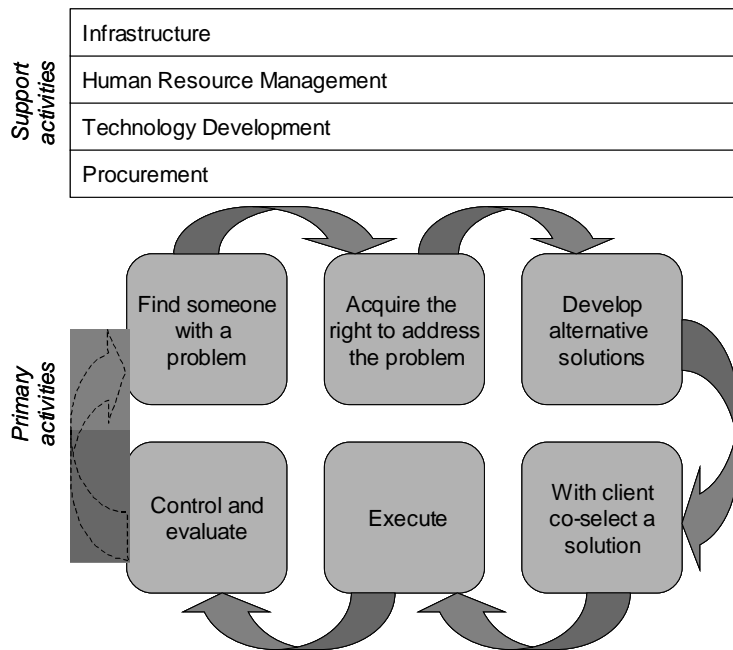 Support
activities
Infrastructure
Human Resource Management
Technology Development
Procurement
Primary
activities
Find someone
with a
problem
Acquire the
right to address
the problem
Develop
alternative
solutions
Control and
evaluate
Execute
With client
co-select a
solution